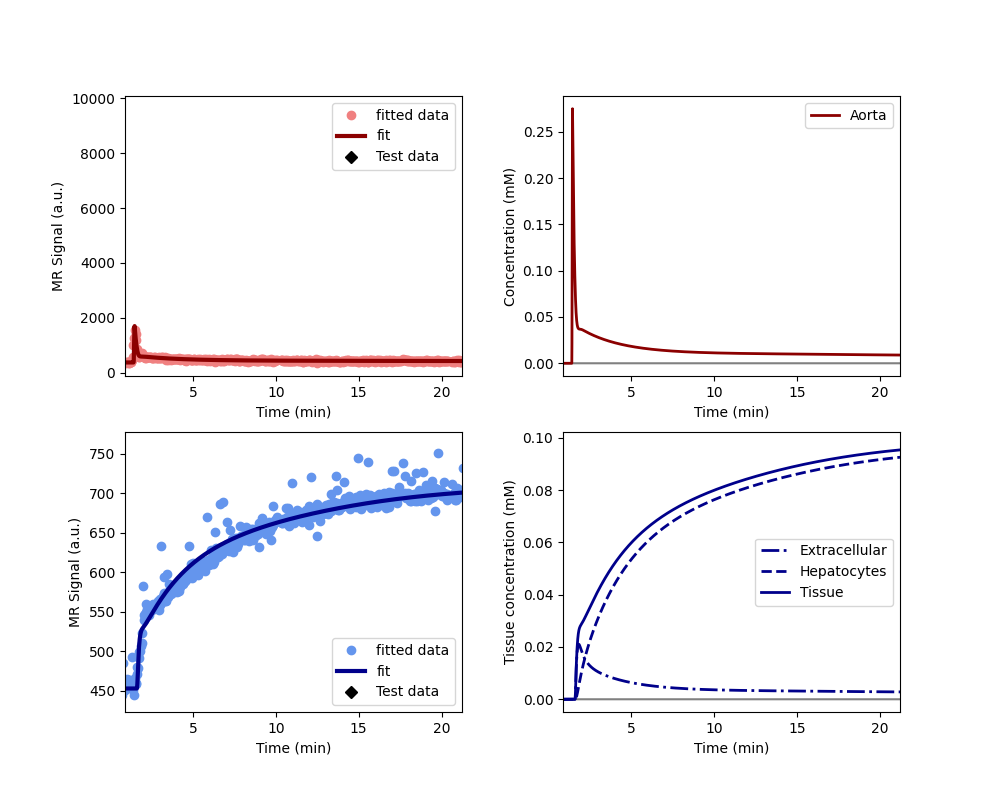 10000
8000
6000
4000
2000
0
MR Signal (a.u.)
fitted data
fit
Test data
5
10
15
20
Time (min)
0.25
0.20
0.15
0.10
0.05
0.00
Concentration (mM)
Aorta
5
10
15
20
Time (min)
750
700
650
600
550
500
450
MR Signal (a.u.)
fitted data
fit
Test data
5
10
15
20
Time (min)
0.10
0.08
0.06
0.04
0.02
0.00
Tissue concentration (mM)
Extracellular
Hepatocytes
Tissue
5
10
15
20
Time (min)